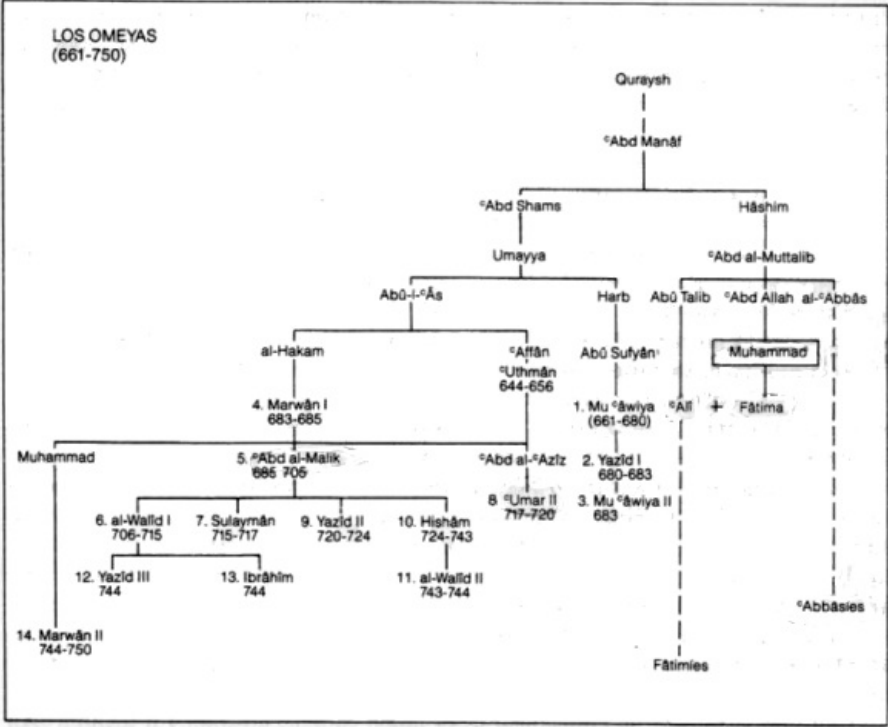 LOS OMEYAS
(661-750)
Quraysh
ᶜAbd Manâf
ᶜAbd Shams
Hâshim
Umayya
ᶜAbd al-Muttalib
Abû-i-ᶜÂs
Harb
Abû Talib
ᶜAbd Allah
al-ᶜAbbâs
al-Hakam
ᶜAffân
Abû Sufyân
Muhammad
ᶜUthmân
644-656
4. Marwân I
683-685
1. Mu ᶜâwiya
(661-680)
ᶜAlî + Fâtima
Muhammad
5. ᶜAbd al-Malik
685 705
ᶜAbd al-ᶜAzîz
2. Yazîd I
680-683
8. ᶜUmar II
717-720
3. Mu ᶜâwiya II
683
6. al-Walîd I
706-715
7. Sulaymân
715-717
9. Yazîd II
720-724
10. Hishâm
724-743
12. Yazîd III
744
13. Ibrâhîm
744
11. al-Walîd II
743-744
ᶜAbbâsíes
14. Marwân II
744-750
Fâtimíes